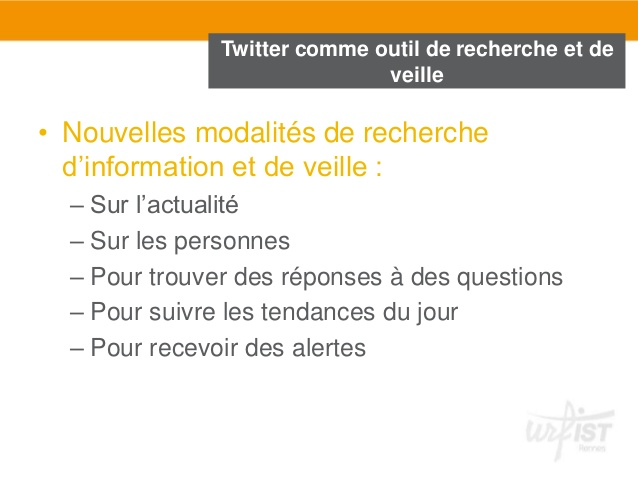 Twitter comme outil de recherche et de
veille
• Nouvelles modalités de recherche
d’information et de veille :
– Sur l’actualité
– Sur les personnes
– Pour trouver des réponses à des questions
– Pour suivre les tendances du jour
– Pour recevoir des alertes
urfIST
Rennes